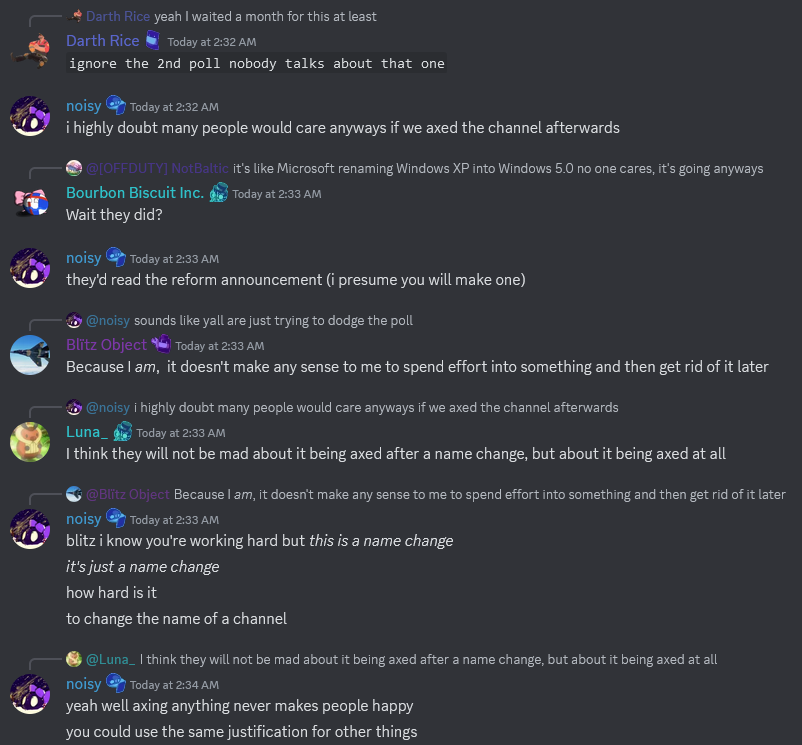 Darth Rice yeah I waited a month for this at least
Darth Rice Today at 2:32 AM
ignore the 2nd poll nobody talks about that one
noisy Today at 2:32 AM
i highly doubt many people would care anyways if we axed the channel afterwards
@[OFFDUTY] NotBaltic it's like Microsoft renaming Windows XP into Windows 5.0 no one cares, it's going anyways
Bourbon Biscuit Inc. Today at 2:33 AM
Wait they did?
noisy Today at 2:33 AM
they'd read the reform announcement (i presume you will make one)
@noisy sounds like yall are just trying to dodge the poll
Blïtz Object Today at 2:33 AM
Because I am, it doesn't make any sense to me to spend effort into something and then get rid of it later
@noisy i highly doubt many people would care anyways if we axed the channel afterwards
Luna_ Today at 2:33 AM
I think they will not be mad about it being axed after a name change, but about it being axed at all
@Blïtz Object Because I am, it doesn't make any sense to me to spend effort into something and then get rid of it later
noisy Today at 2:33 AM
blitz i know you're working hard but this is a name change
it's just a name change
how hard is it
to change the name of a channel
@Luna_ I think they will not be mad about it being axed after a name change, but about it being axed at all
noisy Today at 2:34 AM
yeah well axing anything never makes people happy
you could use the same justification for other things